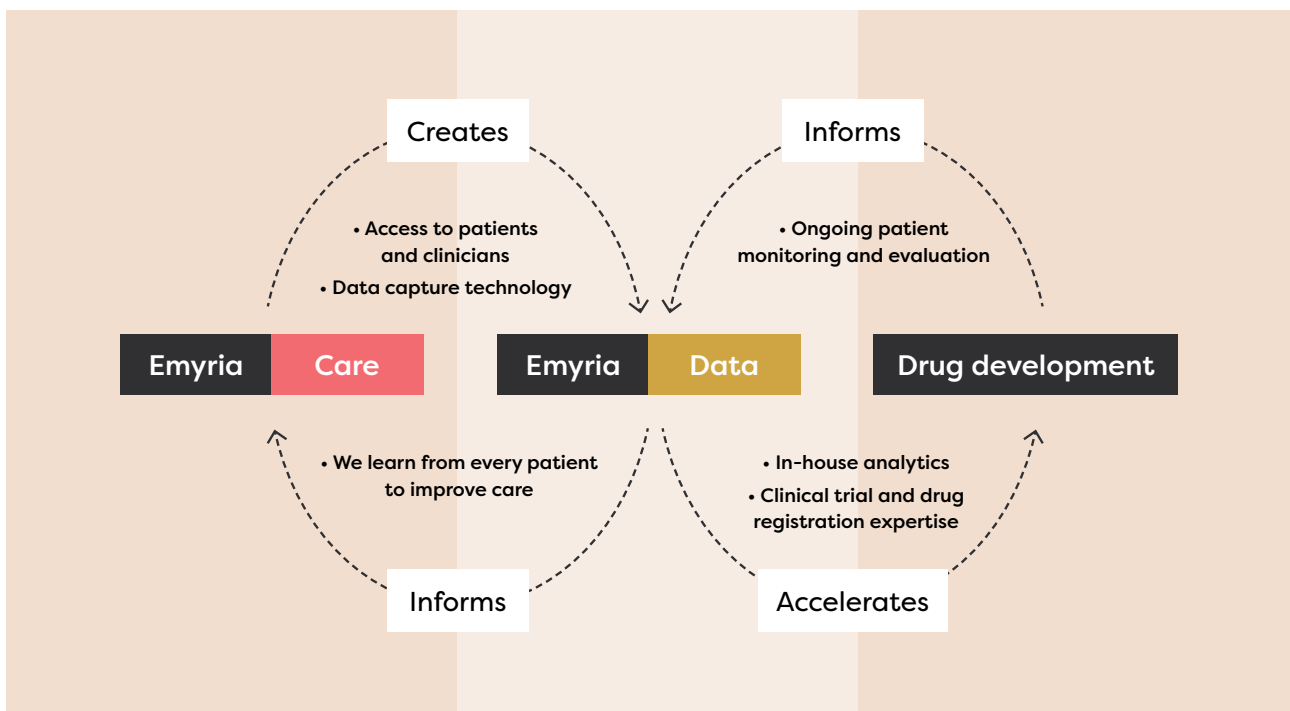 Creates
Informs
• Access to patients
and clinicians
• Data capture technology
• Ongoing patient
monitoring and evaluation
Emyria Care
Emyria Data
Drug development
• We learn from every patient
to improve care
• In-house analytics
• Clinical trial and drug
registration expertise
Informs
Accelerates